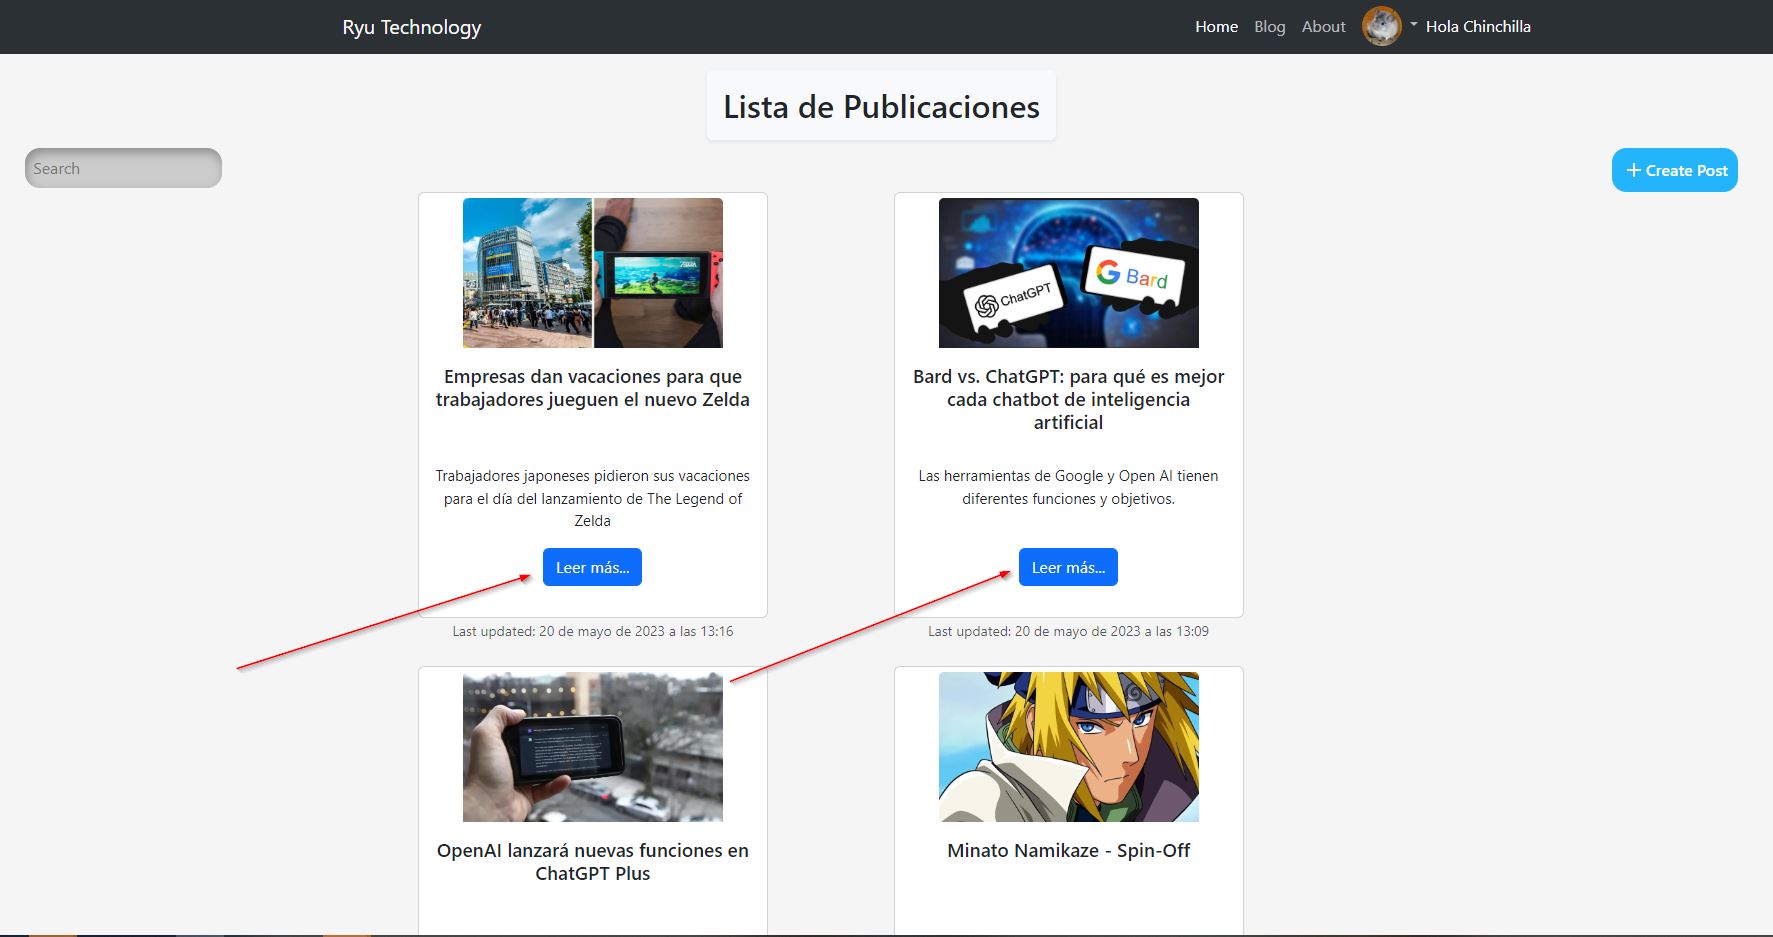 Ryu Technology
Home Blog About Hola Chinchilla
Lista de Publicaciones
Search
+ Create Post
ChatGPT
G Bard
Empresas dan vacaciones para que
trabajadores jueguen el nuevo Zelda
Trabajadores japoneses pidieron sus vacaciones
para el día del lanzamiento de The Legend of
Zelda
Leer más...
Last updated: 20 de mayo de 2023 a las 13:16
Bard vs. ChatGPT: para qué es mejor
cada chatbot de inteligencia
artificial
Las herramientas de Google y Open AI tienen
diferentes funciones y objetivos.
Leer más...
Last updated: 20 de mayo de 2023 a las 13:09
OpenAI lanzará nuevas funciones en
ChatGPT Plus
Minato Namikaze - Spin-Off